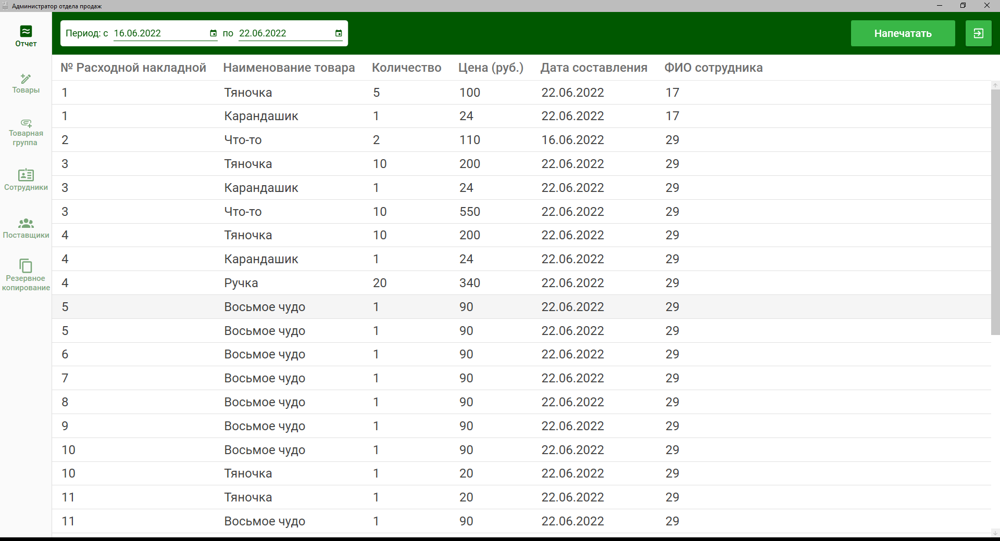 Администратор отдела продаж
Отчет
Товары
Товарная
группа
Сотрудники
Поставщики
Резервное
копирование
Период: с 16.06.2022 по 22.06.2022
Напечатать
№ Расходной накладной Наименование товара Количество Цена (руб.) Дата составления ФИО сотрудника
1 Тяночка 5 100 22.06.2022 17
1 Карандашик 1 24 22.06.2022 17
2 Что-то 2 110 16.06.2022 29
3 Тяночка 10 200 22.06.2022 29
3 Карандашик 1 24 22.06.2022 29
3 Что-то 10 550 22.06.2022 29
4 Тяночка 10 200 22.06.2022 29
4 Карандашик 1 24 22.06.2022 29
4 Ручка 20 340 22.06.2022 29
5 Восьмое чудо 1 90 22.06.2022 29
5 Восьмое чудо 1 90 22.06.2022 29
6 Восьмое чудо 1 90 22.06.2022 29
7 Восьмое чудо 1 90 22.06.2022 29
8 Восьмое чудо 1 90 22.06.2022 29
9 Восьмое чудо 1 90 22.06.2022 29
10 Восьмое чудо 1 90 22.06.2022 29
10 Тяночка 1 20 22.06.2022 29
11 Тяночка 1 20 22.06.2022 29
11 Восьмое чудо 1 90 22.06.2022 29